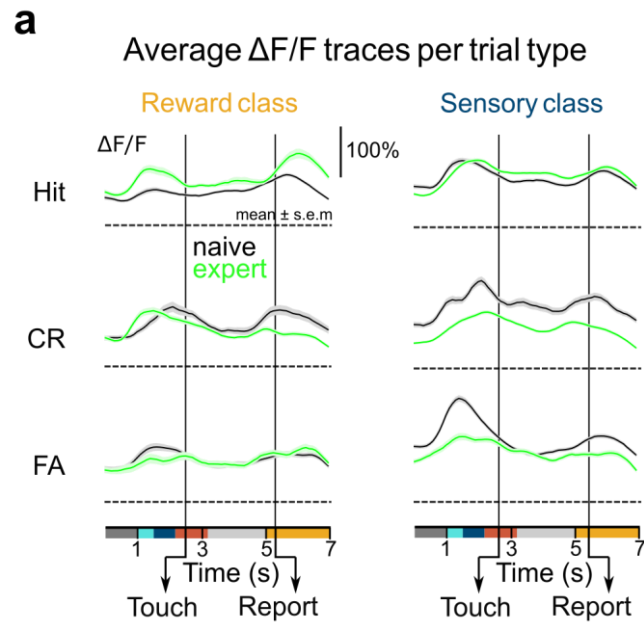 a
Average ΔF/F traces per trial type
Reward class
Sensory class
ΔF/F
100%
Hit
mean ± s.e.m
naive
expert
CR
FA
1 3 5 7
1 3 5 7
Time (s)
Time (s)
Touch Report
Touch Report